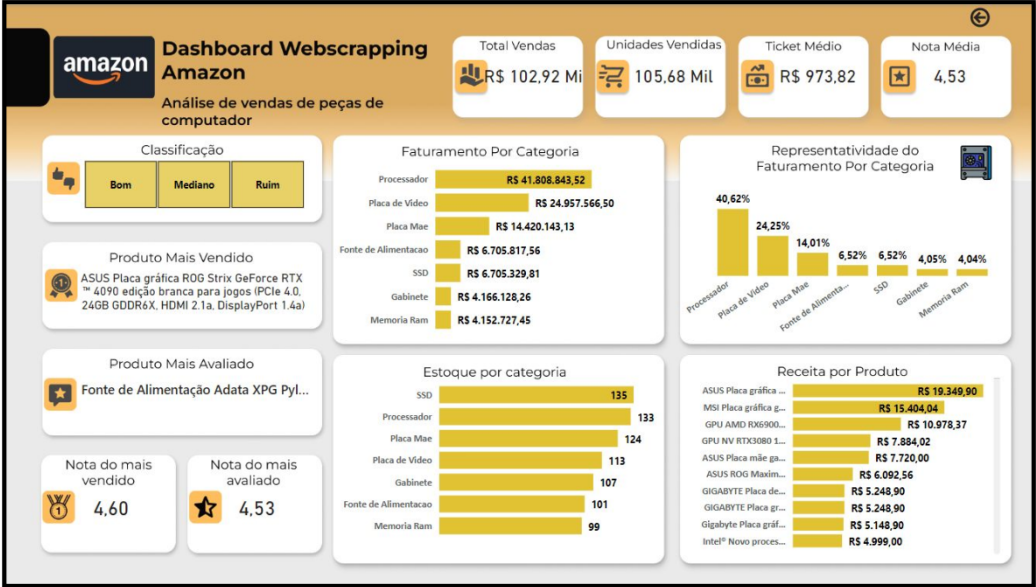 amazon
Dashboard Webscrapping
Amazon
Análise de vendas de peças de
computador
Total Vendas
R$ 102,92 Mi
Unidades Vendidas
105,68 Mil
Ticket Médio
R$ 973,82
Nota Média
4,53
Classificação
Bom
Mediano
Ruim
Produto Mais Vendido
ASUS Placa gráfica ROG Strix GeForce RTX
™ 4090 edição branca para jogos (PCIe 4.0,
24GB GDDR6X, HDMI 2.1a, DisplayPort 1.4a)
Produto Mais Avaliado
Fonte de Alimentação Adata XPG Pyl...
Nota do mais
vendido
4,60
Nota do mais
avaliado
4,53
Faturamento Por Categoria
Processador R$ 41.808.843,52
Placa de Video R$ 24.957.566,50
Placa Mae R$ 14.420.143,13
Fonte de Alimentacao R$ 6.705.817,56
SSD R$ 6.705.329,81
Gabinete R$ 4.166.128,26
Memoria Ram R$ 4.152.727,45
Representatividade do
Faturamento Por Categoria
40,62%
24,25%
14,01%
6,52%
6,52%
4,05%
4,04%
Processador
Placa de Video
Placa Mae
Fonte de Alimenta...
SSD
Gabinete
Memoria Ram
Estoque por categoria
SSD 135
Processador 133
Placa Mae 124
Placa de Video 113
Gabinete 107
Fonte de Alimentacao 101
Memoria Ram 99
Receita por Produto
ASUS Placa gráfica ... R$ 19.349,90
MSI Placa gráfica g... R$ 15.404,04
GPU AMD RX6900... R$ 10.978,37
GPU NV RTX3080 1... R$ 7.884,02
ASUS Placa mãe ga... R$ 7.720,00
ASUS ROG Maxim... R$ 6.092,56
GIGABYTE Placa de... R$ 5.248,90
GIGABYTE Placa gr... R$ 5.248,90
Gigabyte Placa gráf... R$ 5.148,90
Intel® Novo proces... R$ 4.999,00